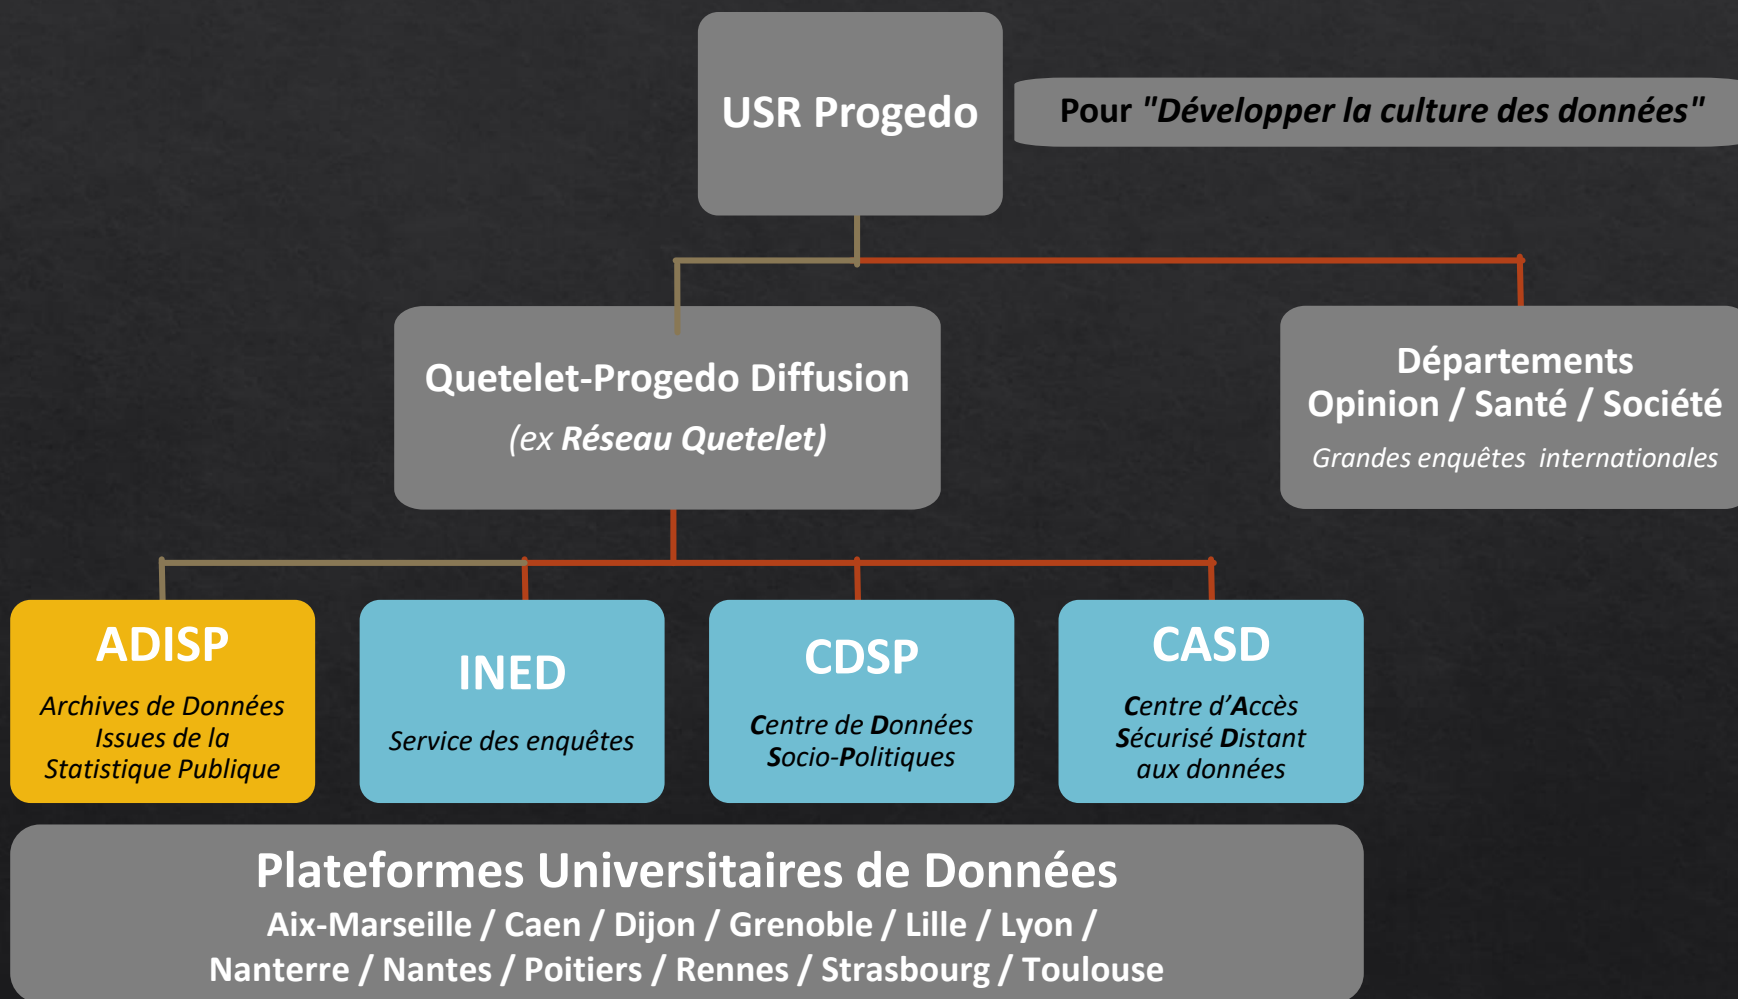 USR Progedo
Pour "Développer la culture des données"
Quetelet-Progedo Diffusion
(ex Réseau Quetelet)
Départements
Opinion / Santé / Société
Grandes enquêtes internationales
ADISP
Archives de Données
Issues de la
Statistique Publique
INED
Service des enquêtes
CDSP
Centre de Données
Socio-Politiques
CASD
Centre d’Accès
Sécurisé Distant
aux données
Plateformes Universitaires de Données
Aix-Marseille / Caen / Dijon / Grenoble / Lille / Lyon /
Nanterre / Nantes / Poitiers / Rennes / Strasbourg / Toulouse